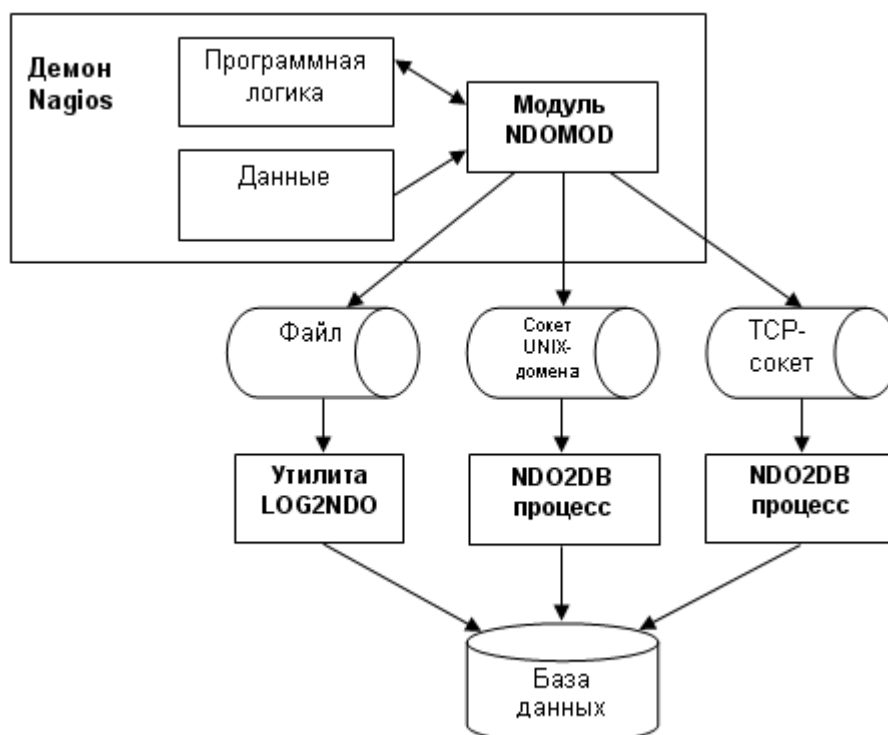 Демон
Nagios
Программная
логика
Данные
Модуль
NDOMOD
Файл
Сокет
UNIX-
домена
TCP-
сокет
Утилита
LOG2NDO
NDO2DB
процесс
NDO2DB
процесс
База
данных